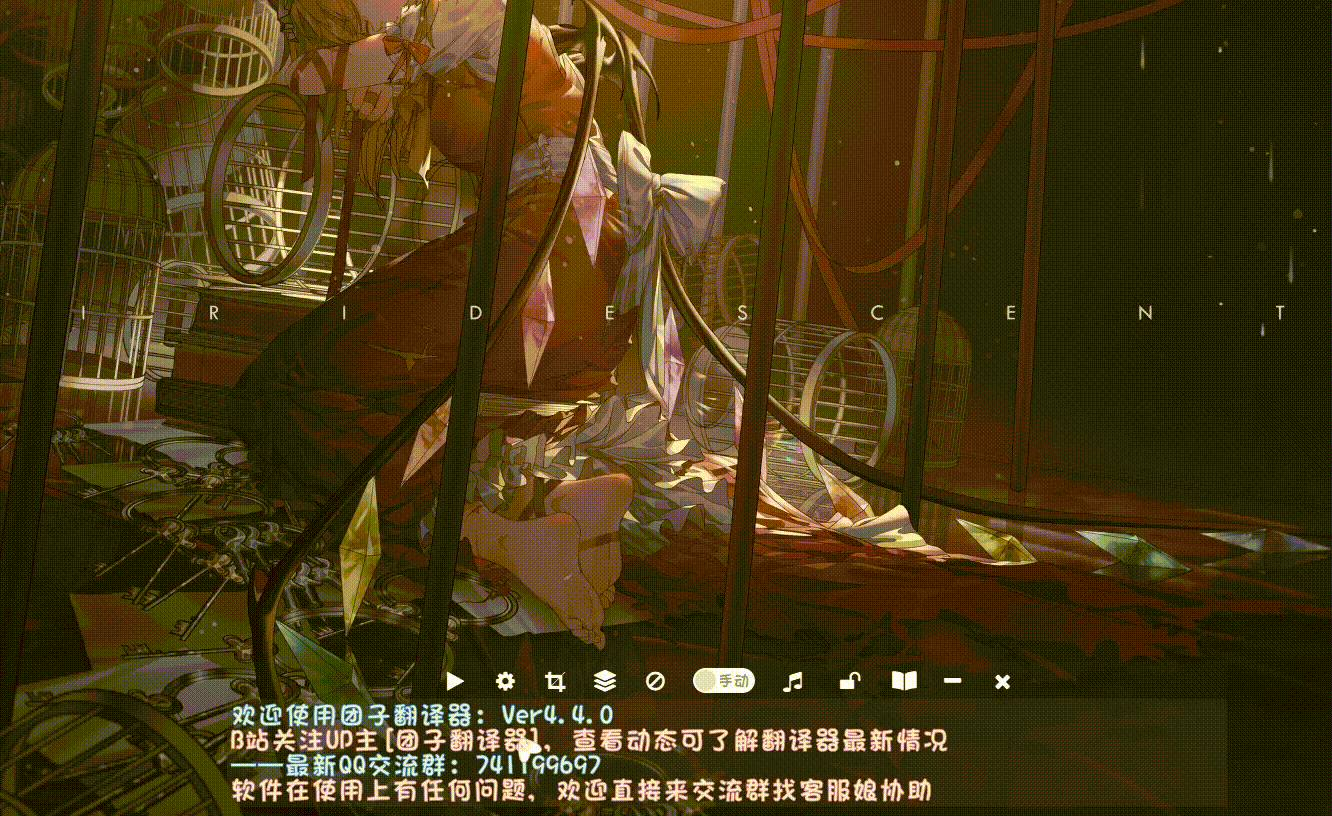 I R I D E S C E N T
手动
欢迎使用团子翻译器：Ver4.4.0
B站关注UP主[团子翻译器]，查看动态可了解翻译器最新情况
——最新QQ交流群：741199697
软件在使用上有任何问题，欢迎直接来交流群找客服娘协助